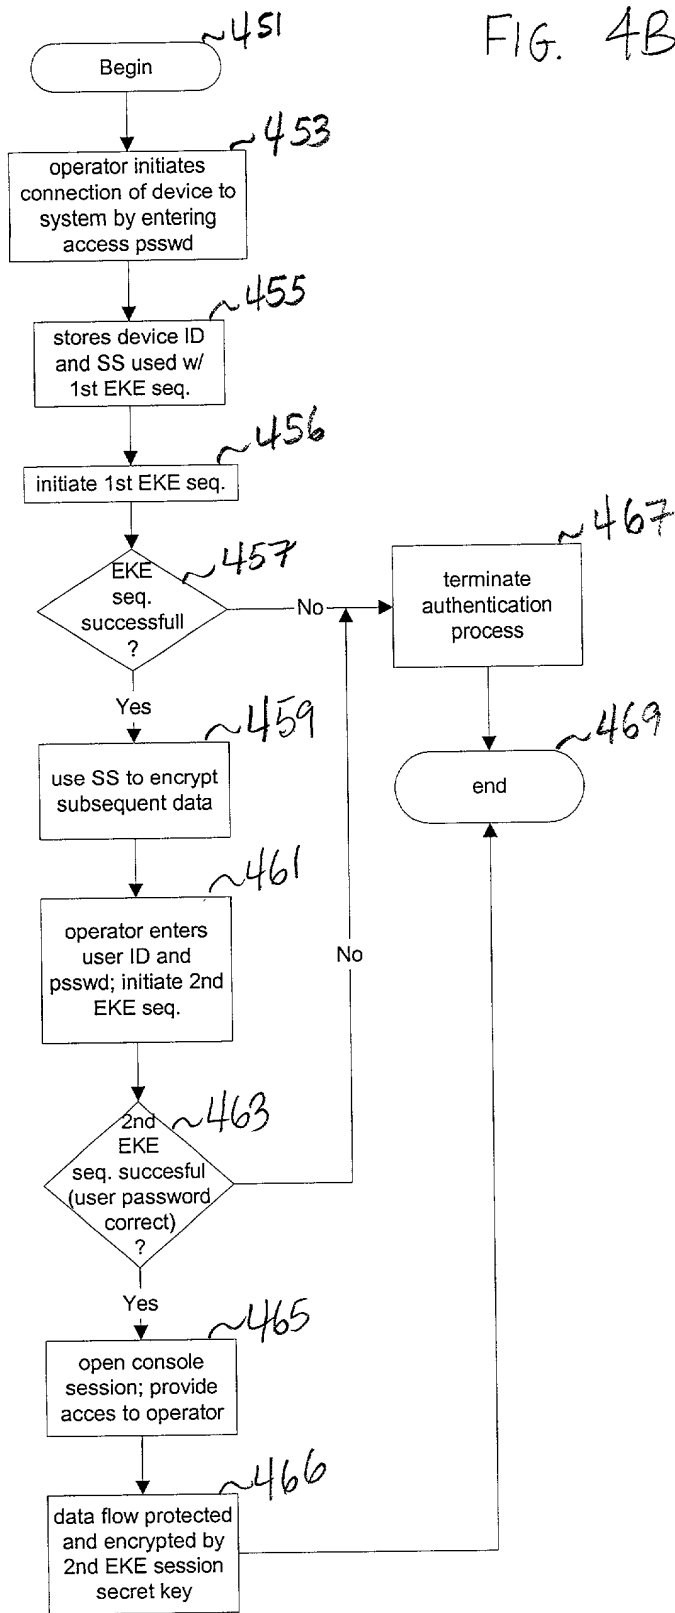 FIG. 4B
451
Begin
453
operator initiates
connection of device to
system by entering
access psswd
455
stores device ID
and SS used w/
1st EKE seq.
456
initiate 1st EKE seq.
457
EKE
seq.
successfull
?
No
467
terminate
authentication
process
Yes
459
use SS to encrypt
subsequent data
469
end
461
operator enters
user ID and
psswd; initiate 2nd
EKE seq.
No
463
2nd
EKE
seq. succesful
(user password
correct)
?
Yes
465
open console
session; provide
acces to operator
466
data flow protected
and encrypted by
2nd EKE session
secret key